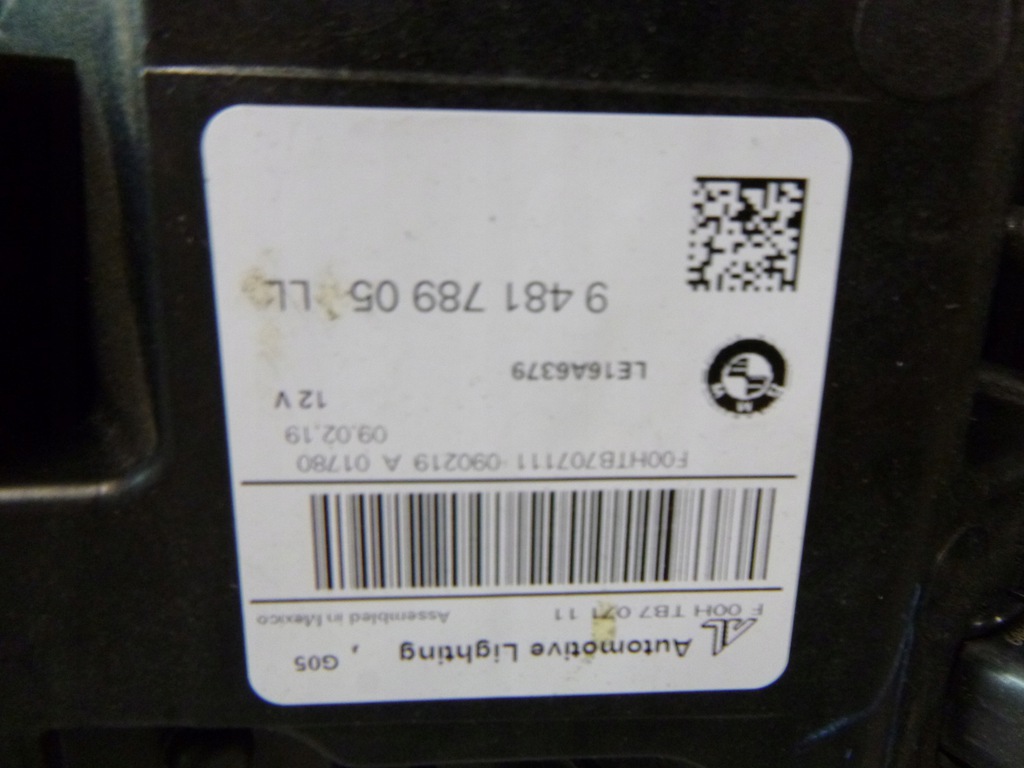 Automotive Lighting , G05
F 00H TB7 071 11 Assembled in Mexico
F00HTB707111-090219 A 01780
09.02.19
12 V
LE16A6379
BMW
9 481 789 05 LL